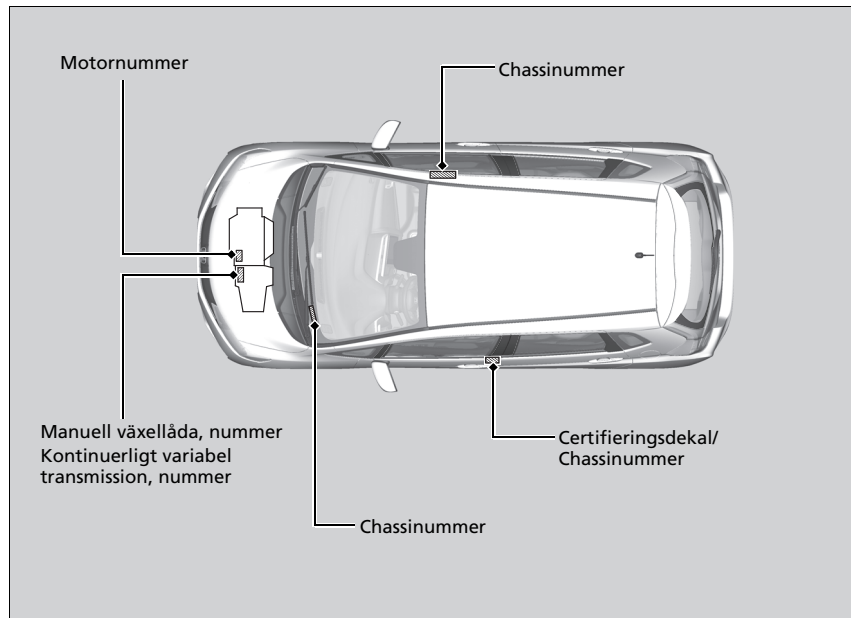 Motornummer
Chassinummer
Manuell växellåda, nummer
Kontinuerligt variabel
transmission, nummer
Certifieringsdekal/
Chassinummer
Chassinummer